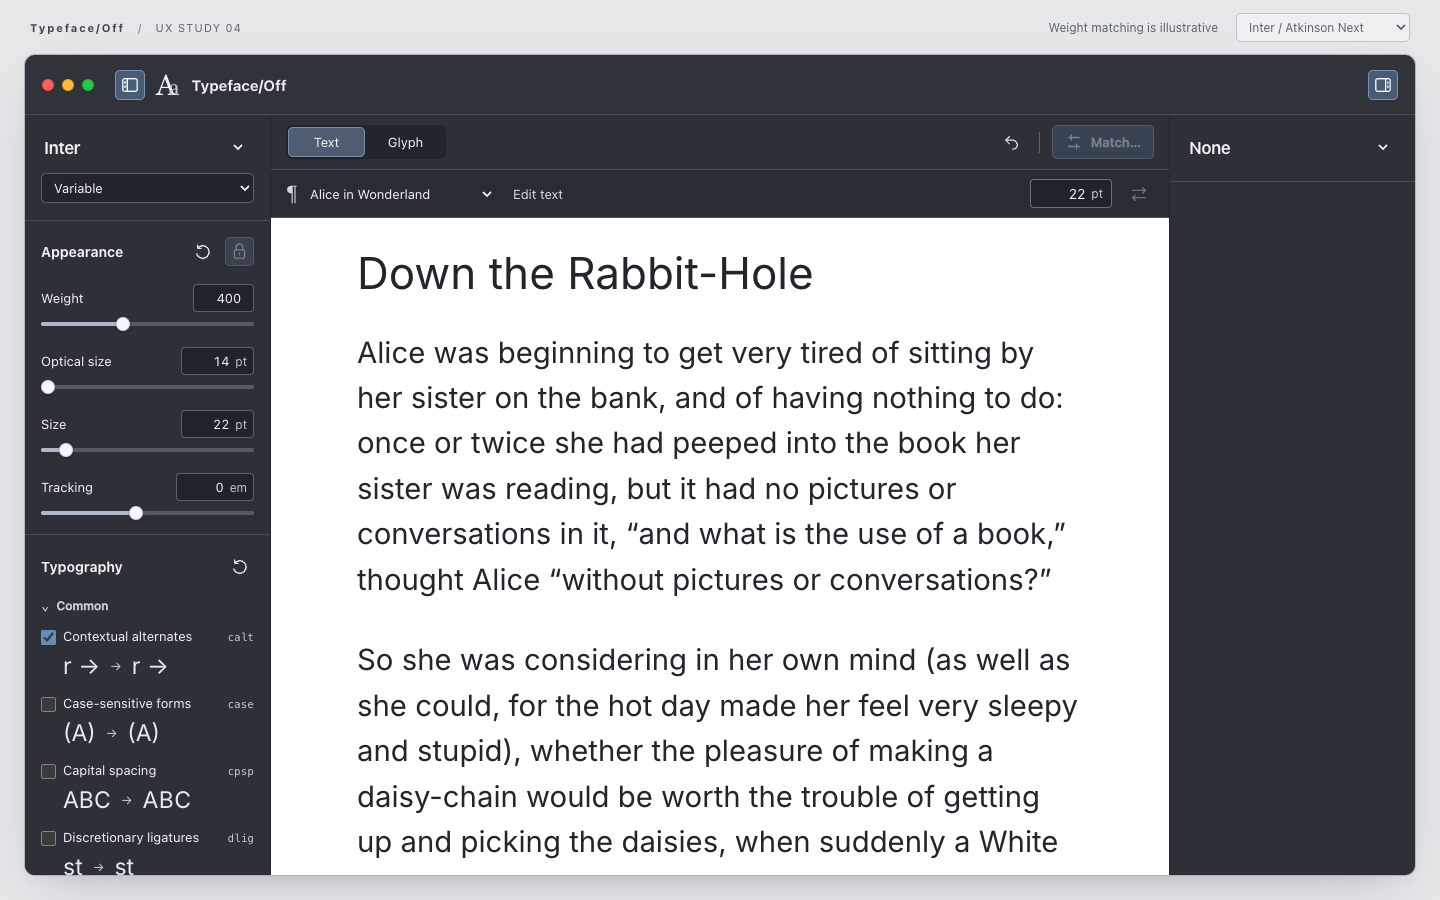 Typeface/Off / UX STUDY 04
Weight matching is illustrative
Inter / Atkinson Next
Typeface/Off
Inter
Variable
Appearance
Weight 400
Optical size 14 pt
Size 22 pt
Tracking 0 em
Typography
Common
Contextual alternates calt
r → → r →
Case-sensitive forms case
(A) → (A)
Capital spacing cpsp
ABC → ABC
Discretionary ligatures dlig
st → st
Text Glyph
Match...
¶ Alice in Wonderland Edit text 22 pt
Down the Rabbit-Hole
Alice was beginning to get very tired of sitting by
her sister on the bank, and of having nothing to do:
once or twice she had peeped into the book her
sister was reading, but it had no pictures or
conversations in it, “and what is the use of a book,”
thought Alice “without pictures or conversations?”
So she was considering in her own mind (as well as
she could, for the hot day made her feel very sleepy
and stupid), whether the pleasure of making a
daisy-chain would be worth the trouble of getting
up and picking the daisies, when suddenly a White
None